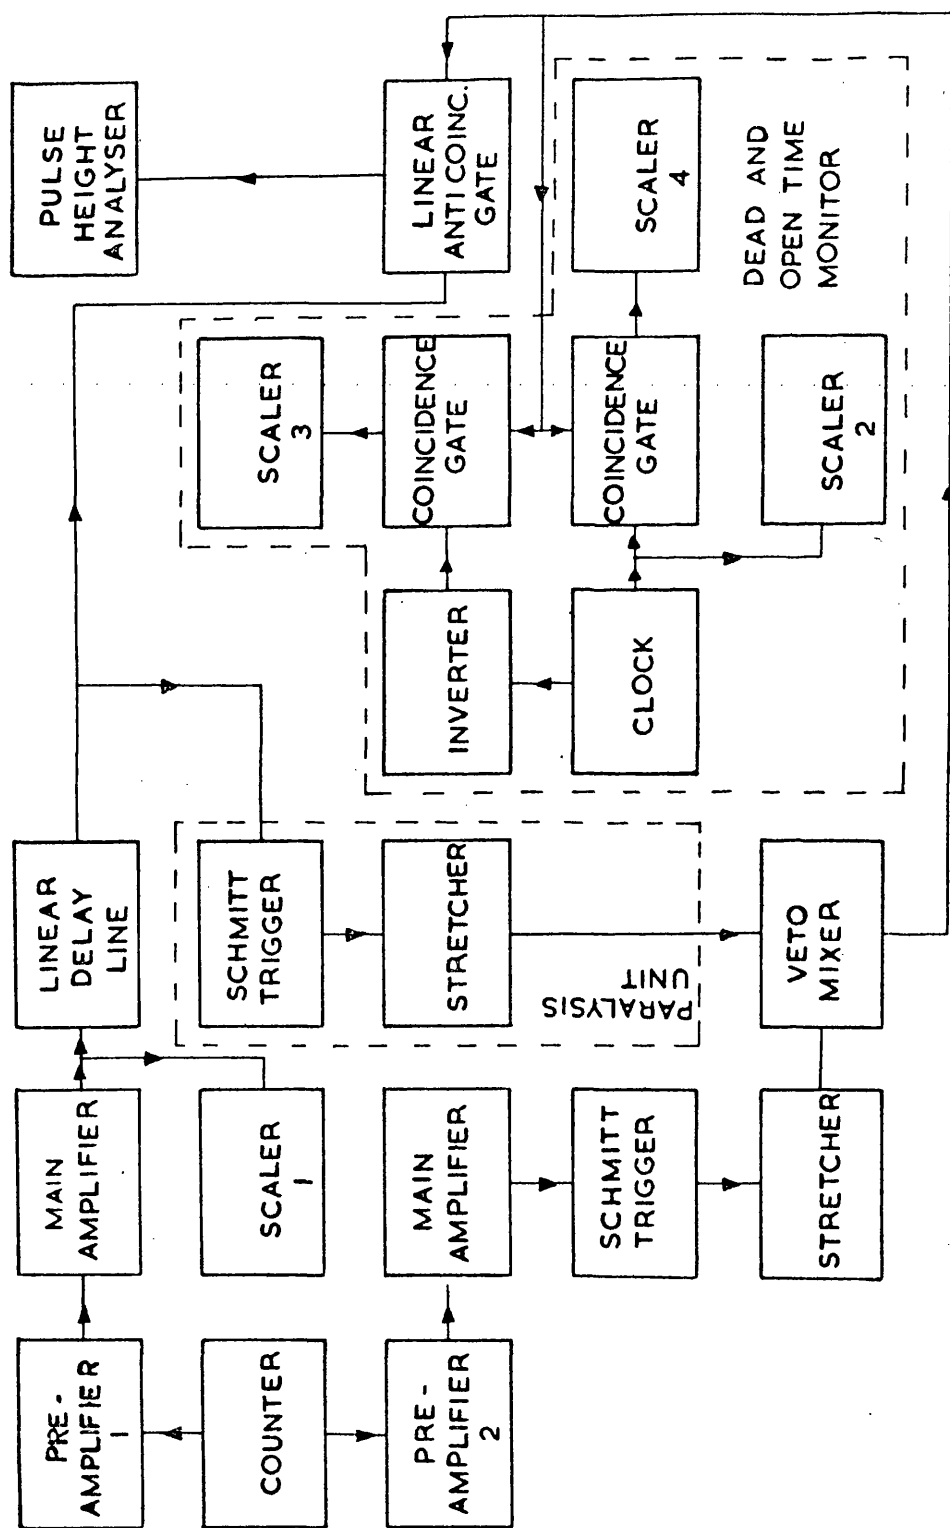 PRE-
AMPLIFIER
1
MAIN
AMPLIFIER
LINEAR
DELAY
LINE
PULSE
HEIGHT
ANALYSER
COUNTER
SCALER
1
SCHMITT
TRIGGER
SCALER
3
PRE-
AMPLIFIER
2
MAIN
AMPLIFIER
STRETCHER
INVERTER
COINCIDENCE
GATE
LINEAR
ANTI COINC.
GATE
PARALYSIS
UNIT
SCHMITT
TRIGGER
CLOCK
COINCIDENCE
GATE
SCALER
4
STRETCHER
VETO
MIXER
SCALER
2
DEAD AND
OPEN TIME
MONITOR